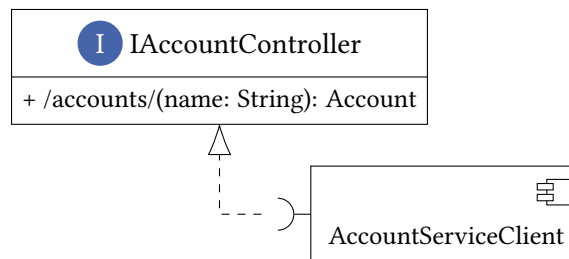 I IAccountController
+ /accounts/(name: String): Account
AccountServiceClient